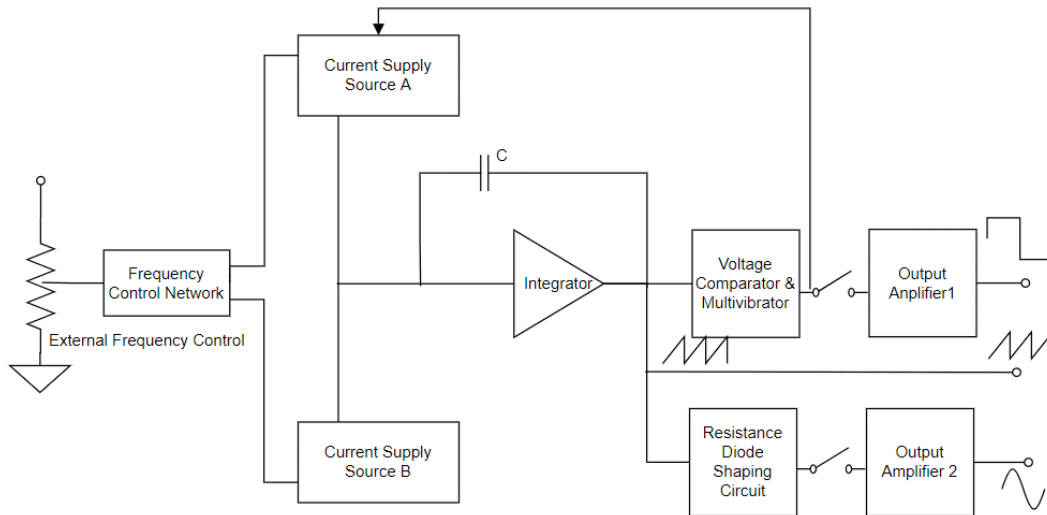 Current Supply
Source A
C
Frequency
Control Network
External Frequency Control
Integrator
Voltage
Comparator &
Multivibrator
Output
Anplifier1
Current Supply
Source B
Resistance
Diode
Shaping
Circuit
Output
Amplifier 2